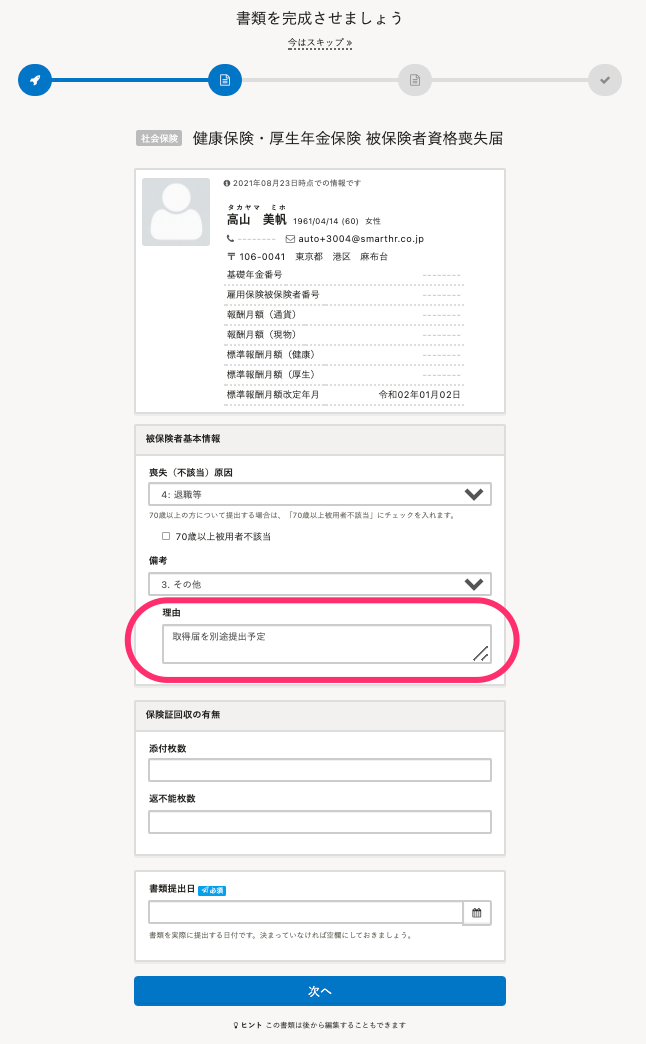 書類を完成させましょう
今はスキップ »
社会保険 健康保険・厚生年金保険 被保険者資格喪失届
2021年08月23日時点での情報です
タカヤマ ミホ
高山 美帆 1961/04/14 (60) 女性
-------- auto+3004@smarthr.co.jp
〒106-0041 東京都 港区 麻布台
基礎年金番号 --------
雇用保険被保険者番号 --------
報酬月額（通貨） --------
報酬月額（現物） --------
標準報酬月額（健康） --------
標準報酬月額（厚生） --------
標準報酬月額改定年月 令和02年01月02日
被保険者基本情報
喪失（不該当）原因
4: 退職等
70歳以上の方について提出する場合は、「70歳以上被用者不該当」にチェックを入れます。
70歳以上被用者不該当
備考
3. その他
理由
取得届を別途提出予定
保険証回収の有無
添付枚数
返不能枚数
書類提出日 必須
書類を実際に提出する日付です。決まっていなければ空欄にしておきましょう。
次へ
ヒント この書類は後から編集することもできます